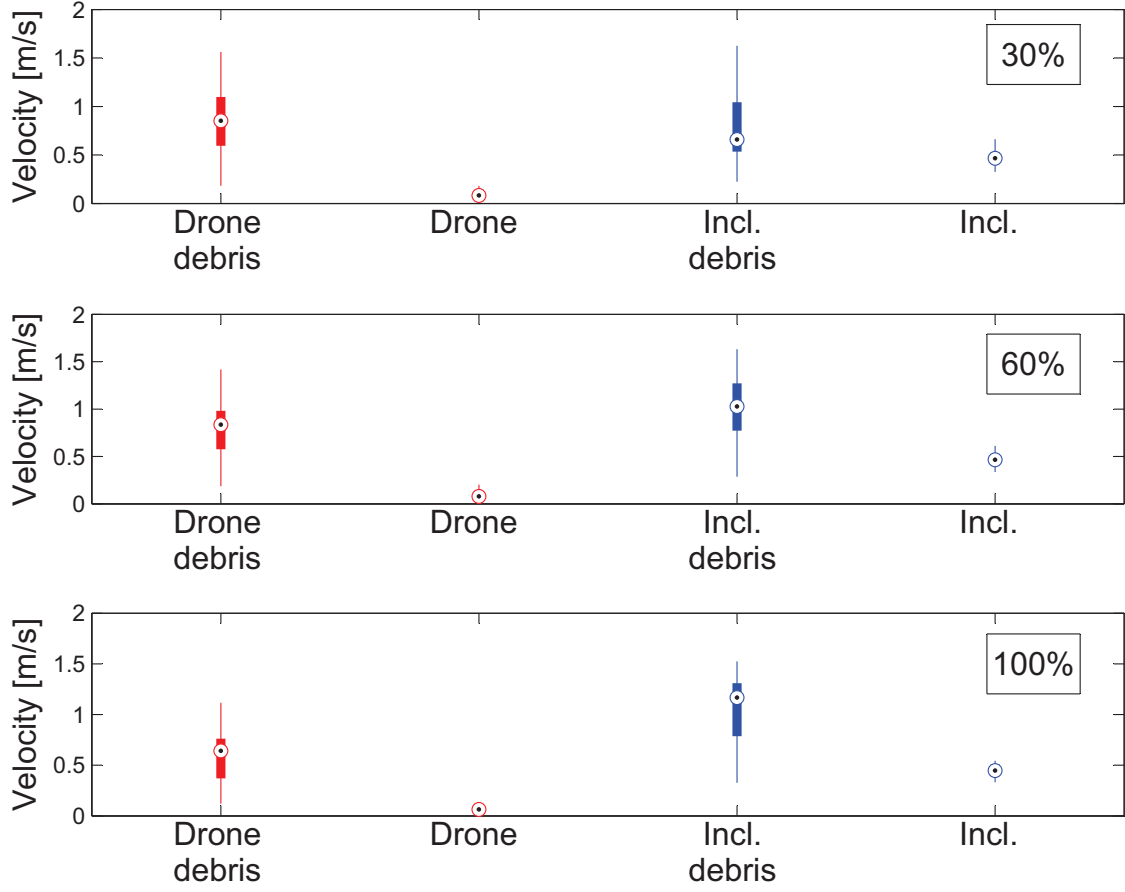 Velocity [m/s]
2
1.5
1
0.5
0
30%
Drone debris
Drone
Incl. debris
Incl.
Velocity [m/s]
2
1.5
1
0.5
0
60%
Drone debris
Drone
Incl. debris
Incl.
Velocity [m/s]
2
1.5
1
0.5
0
100%
Drone debris
Drone
Incl. debris
Incl.